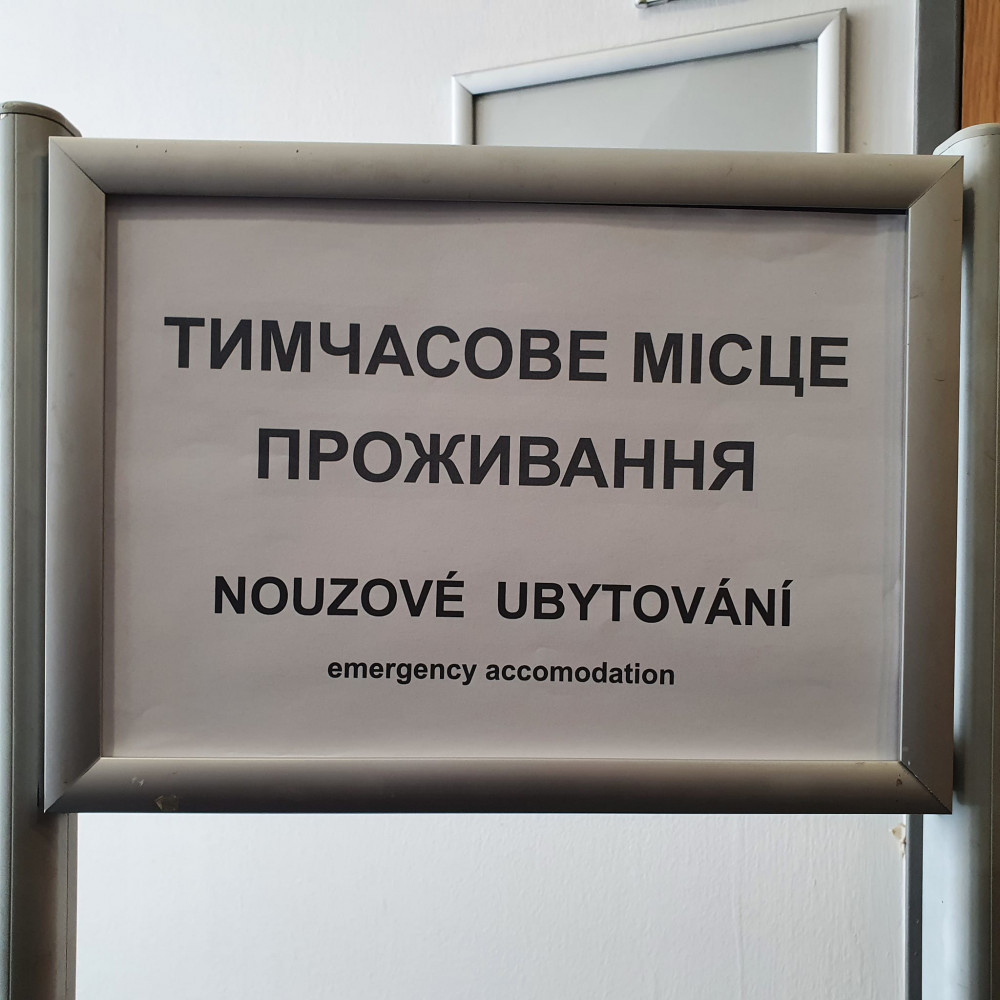 ТИМЧАСОВЕ МІСЦЕ
ПРОЖИВАННЯ
NOUZOVÉ UBYTOVÁNÍ
emergency accomodation